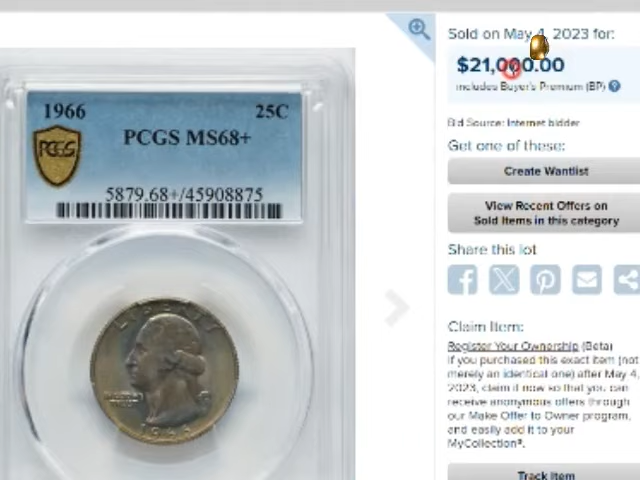 Sold on May 4, 2023 for:
$21,000.00
includes Buyer's Premium (BP)
Bid Source: Internet bidder
Get one of these:
Create Wantlist
View Recent Offers on
Sold Items in this category
Share this lot
Claim Item:
Register Your Ownership (Beta)
If you purchased this exact item (not
merely an identical one) after May 4,
2023, claim it now so that you can
receive anonymous offers through
our Make Offer to Owner program,
and easily add it to your
MyCollection®.
Track Item
1966 25C
PCGS MS68+
PCGS
5879.68+/45908875
LIBERTY
1966